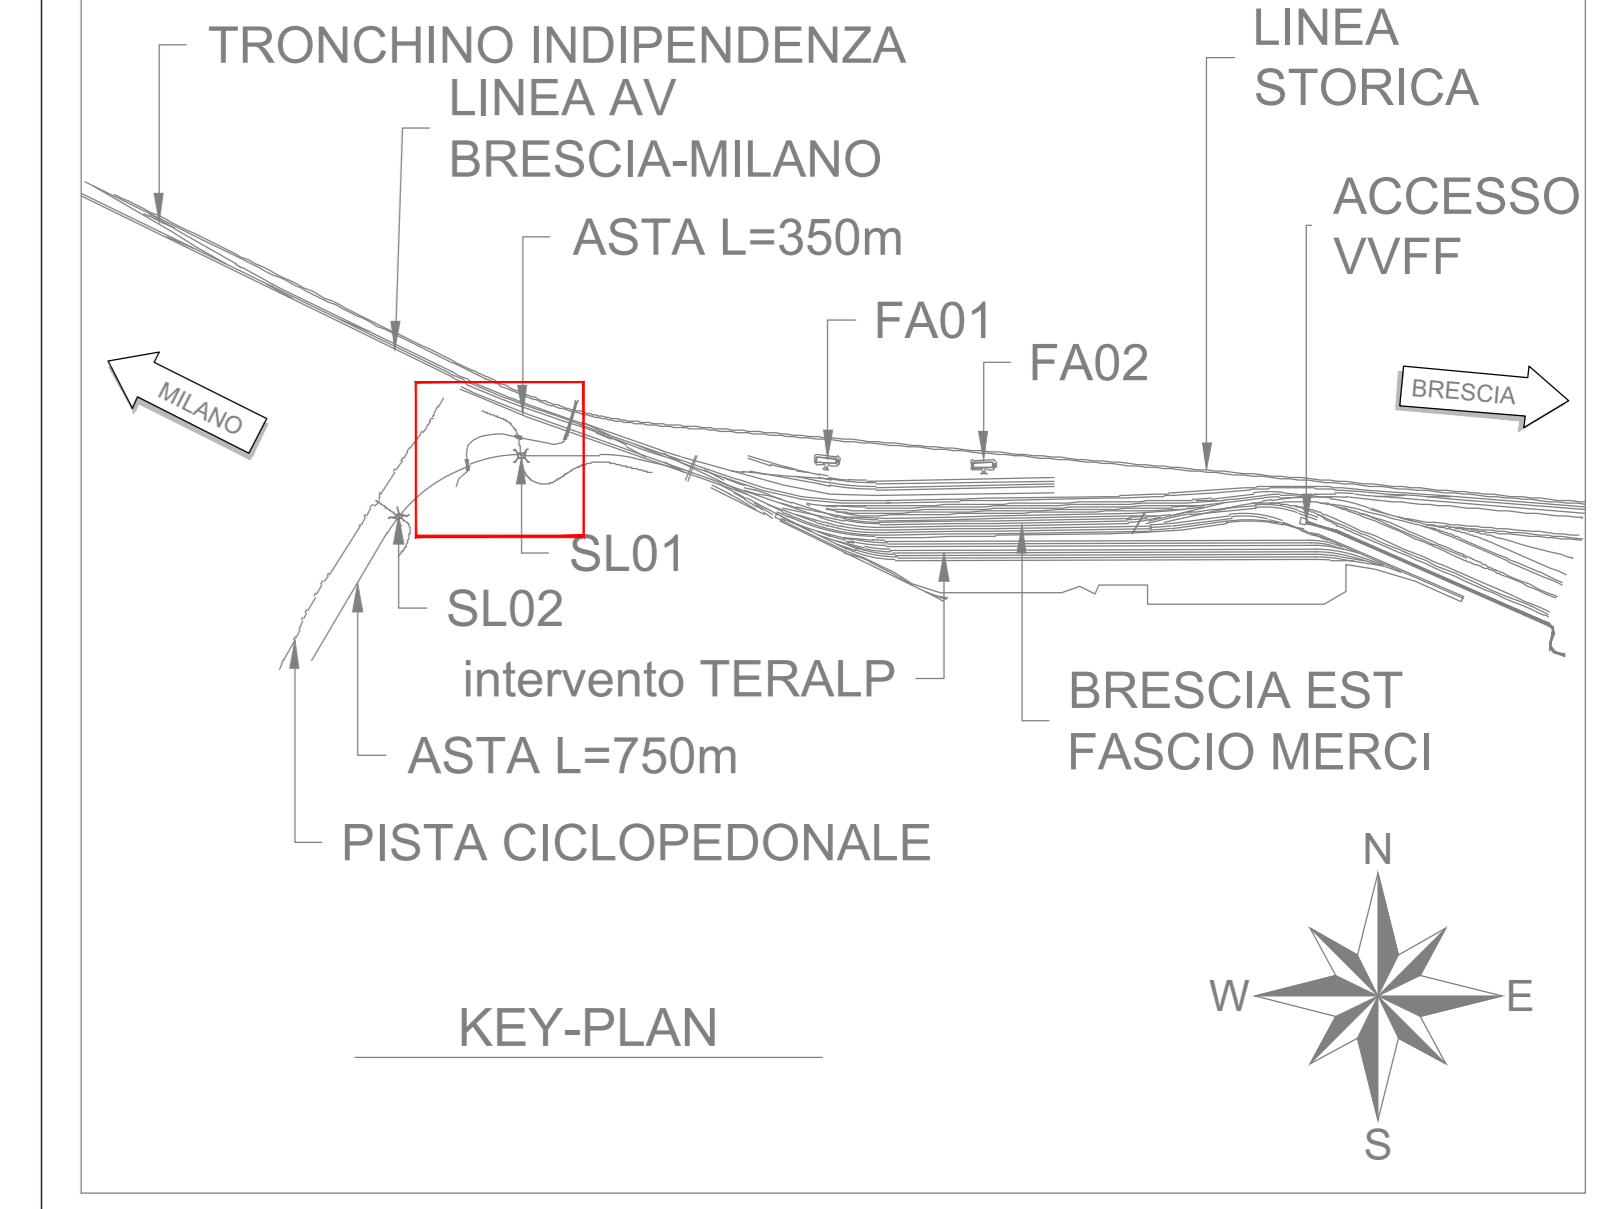 TRONCHINO INDIPENDENZA
LINEA AV
BRESCIA-MILANO
LINEA
STORICA
ASTA L=350m
ACCESSO
VVFF
FA01
FA02
MILANO
BRESCIA
SL01
SL02
intervento TERALP
BRESCIA EST
FASCIO MERCI
ASTA L=750m
PISTA CICLOPEDONALE
KEY-PLAN
N
W
E
S